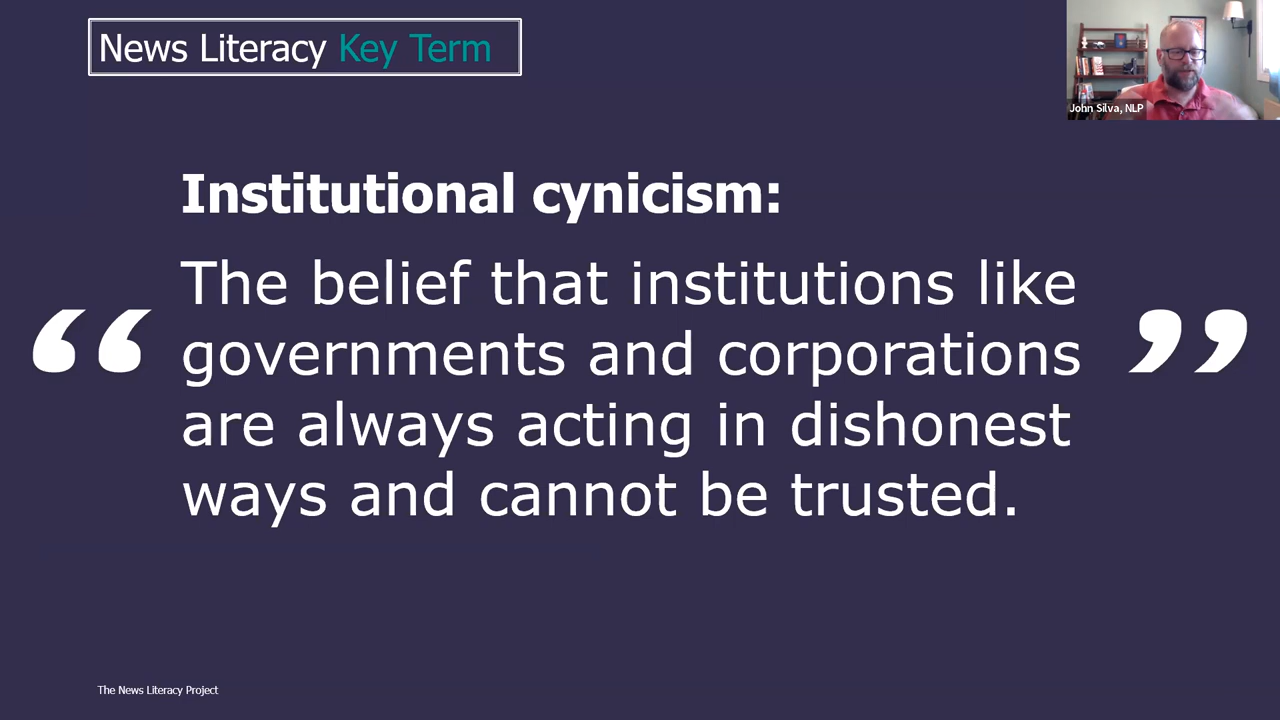 News Literacy Key Term
John Silva, NLP
Institutional cynicism:
“The belief that institutions like
governments and corporations
are always acting in dishonest
ways and cannot be trusted.”
The News Literacy Project